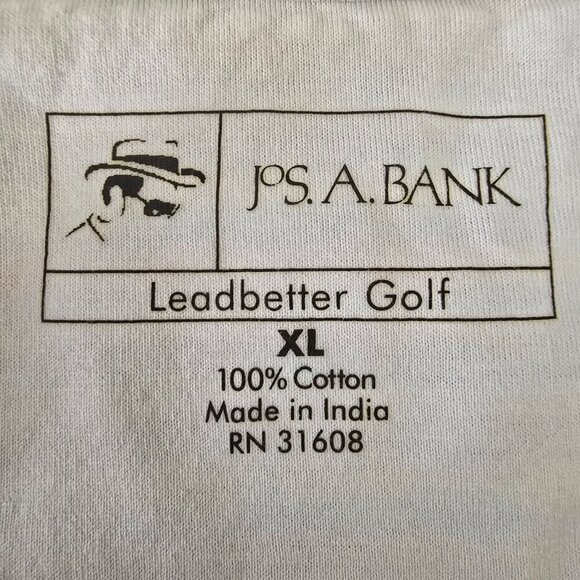 JOS. A. BANK
Leadbetter Golf
XL
100% Cotton
Made in India
RN 31608